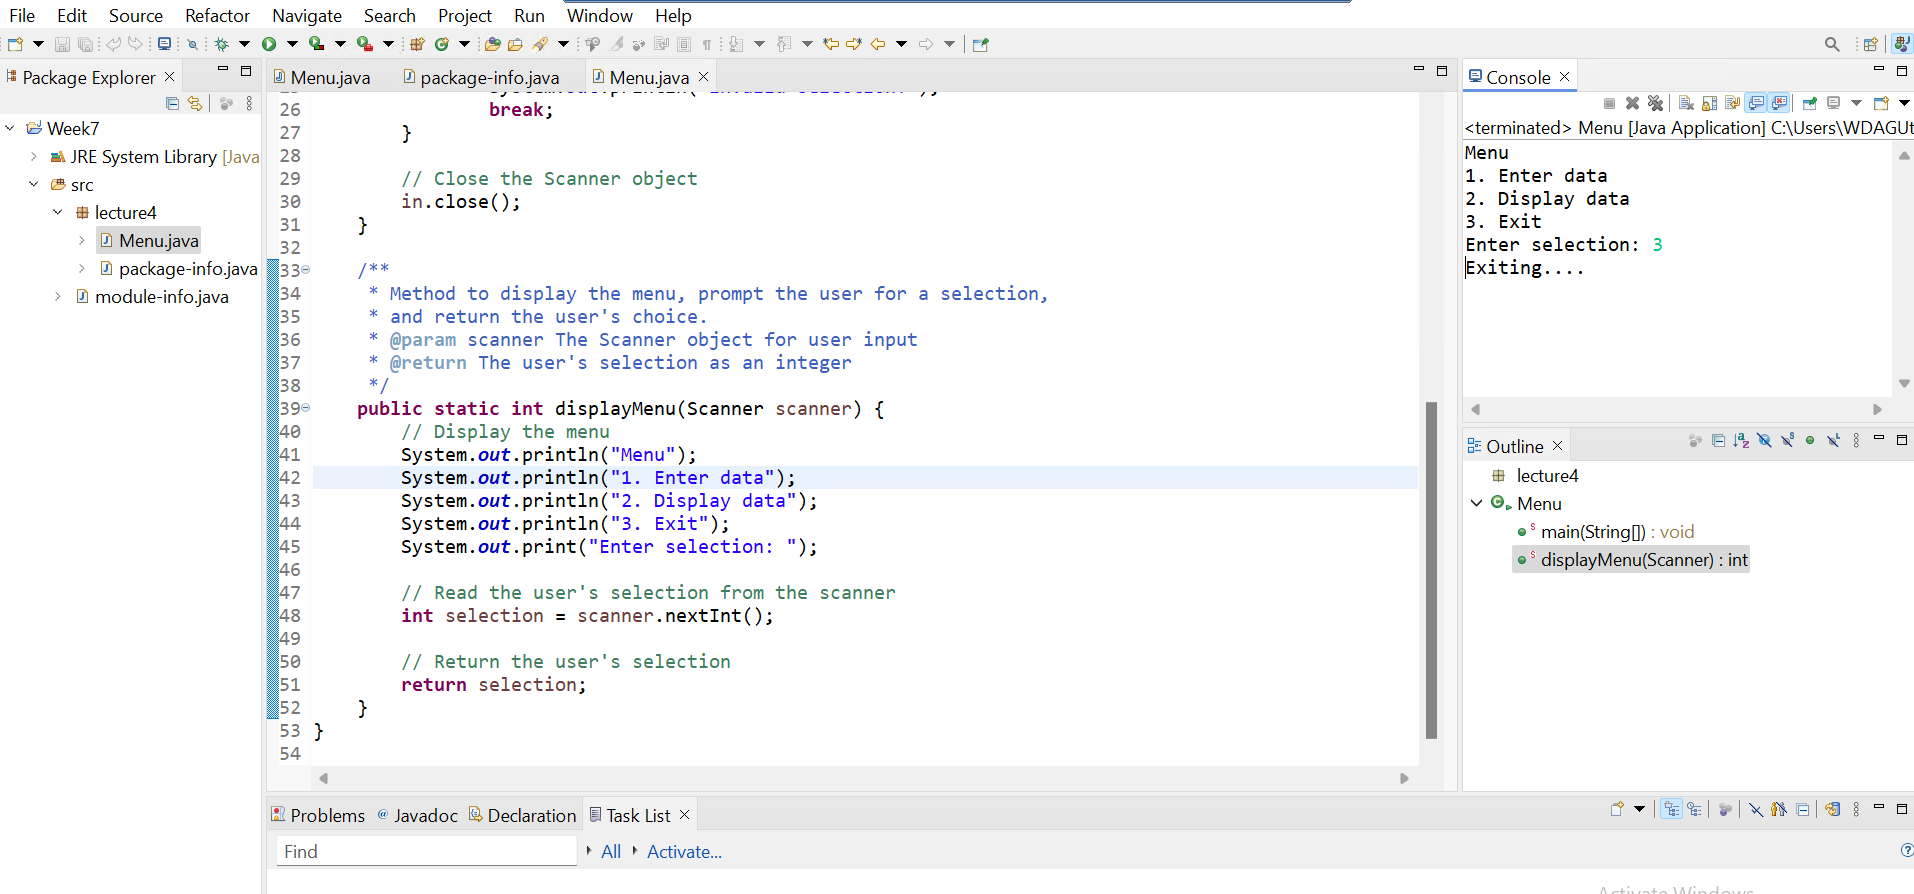 File Edit Source Refactor Navigate Search Project Run Window Help
Package Explorer
Week7
JRE System Library [Java
src
lecture4
Menu.java
package-info.java
module-info.java
Menu.java package-info.java Menu.java
26 break;
27 }
28
29 // Close the Scanner object
30 in.close();
31 }
32
33 /**
34 * Method to display the menu, prompt the user for a selection,
35 * and return the user's choice.
36 * @param scanner The Scanner object for user input
37 * @return The user's selection as an integer
38 */
39 public static int displayMenu(Scanner scanner) {
40 // Display the menu
41 System.out.println("Menu");
42 System.out.println("1. Enter data");
43 System.out.println("2. Display data");
44 System.out.println("3. Exit");
45 System.out.print("Enter selection: ");
46
47 // Read the user's selection from the scanner
48 int selection = scanner.nextInt();
49
50 // Return the user's selection
51 return selection;
52 }
53 }
54
Console
<terminated> Menu [Java Application] C:\Users\WDAGUt
Menu
1. Enter data
2. Display data
3. Exit
Enter selection: 3
Exiting....
Outline
lecture4
Menu
main(String[]) : void
displayMenu(Scanner) : int
Problems @ Javadoc Declaration Task List
Find All Activate...
Activate Windows